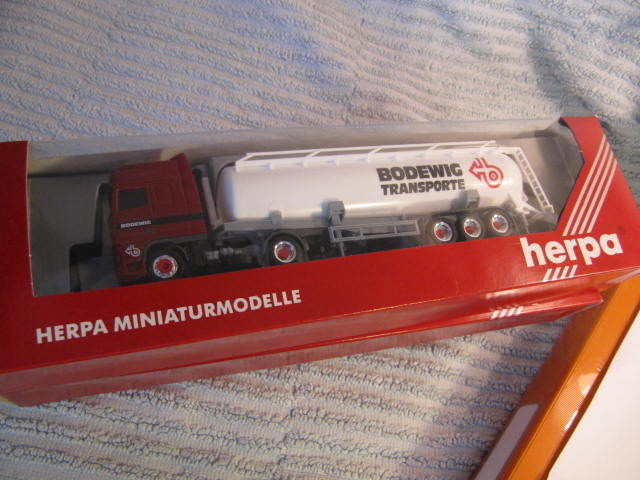 BODEWIG
TRANSPORTE
BODEWIG
herpa
HERPA MINIATURMODELLE